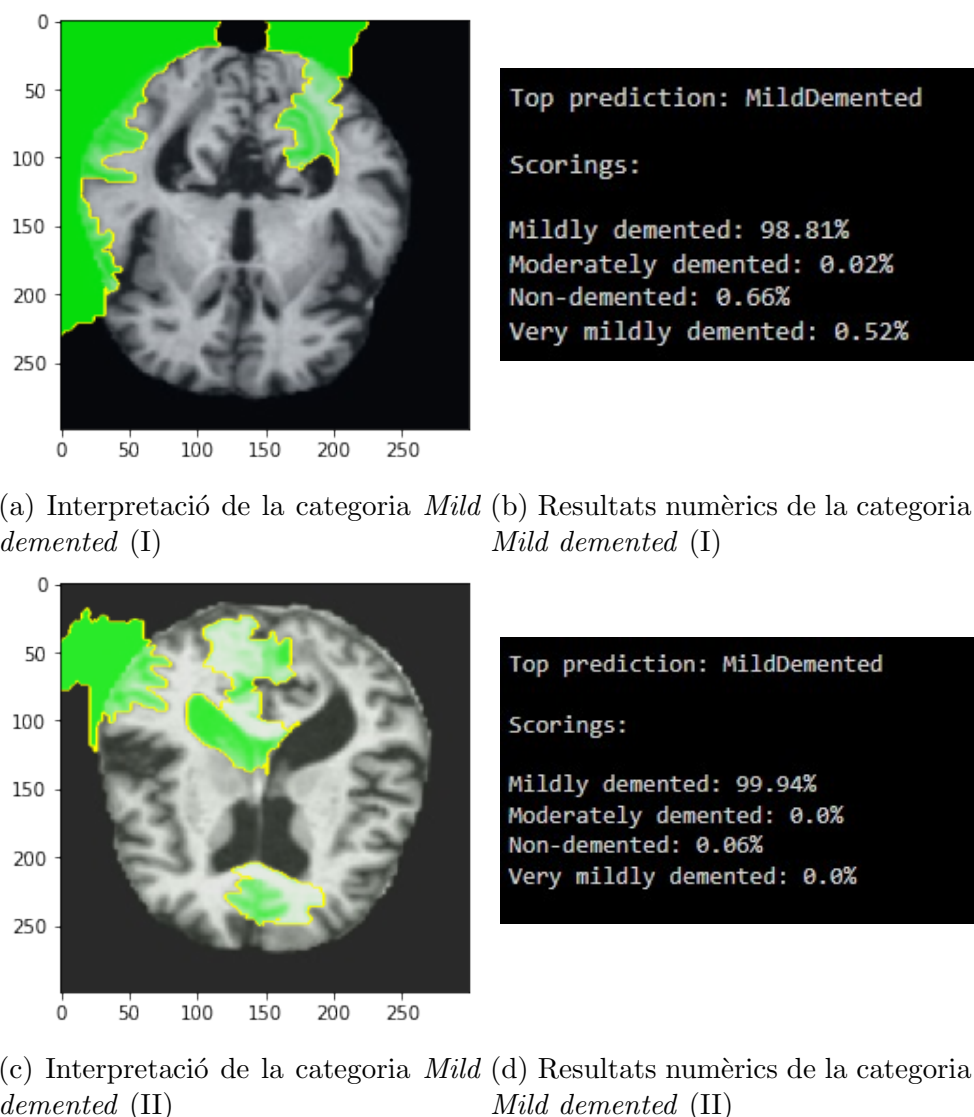 0
50
100
150
200
250
0 50 100 150 200 250
Top prediction: MildDemented
Scorings:
Mildly demented: 98.81%
Moderately demented: 0.02%
Non-demented: 0.66%
Very mildly demented: 0.52%
(a) Interpretació de la categoria Mild
demented (I)
(b) Resultats numèrics de la categoria
Mild demented (I)
0
50
100
150
200
250
0 50 100 150 200 250
Top prediction: MildDemented
Scorings:
Mildly demented: 99.94%
Moderately demented: 0.0%
Non-demented: 0.06%
Very mildly demented: 0.0%
(c) Interpretació de la categoria Mild
demented (II)
(d) Resultats numèrics de la categoria
Mild demented (II)